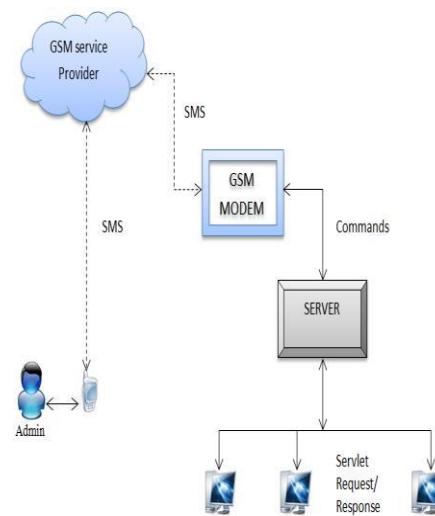 GSM service
Provider
SMS
GSM
MODEM
SMS
Commands
SERVER
Admin
Servlet
Request/
Response